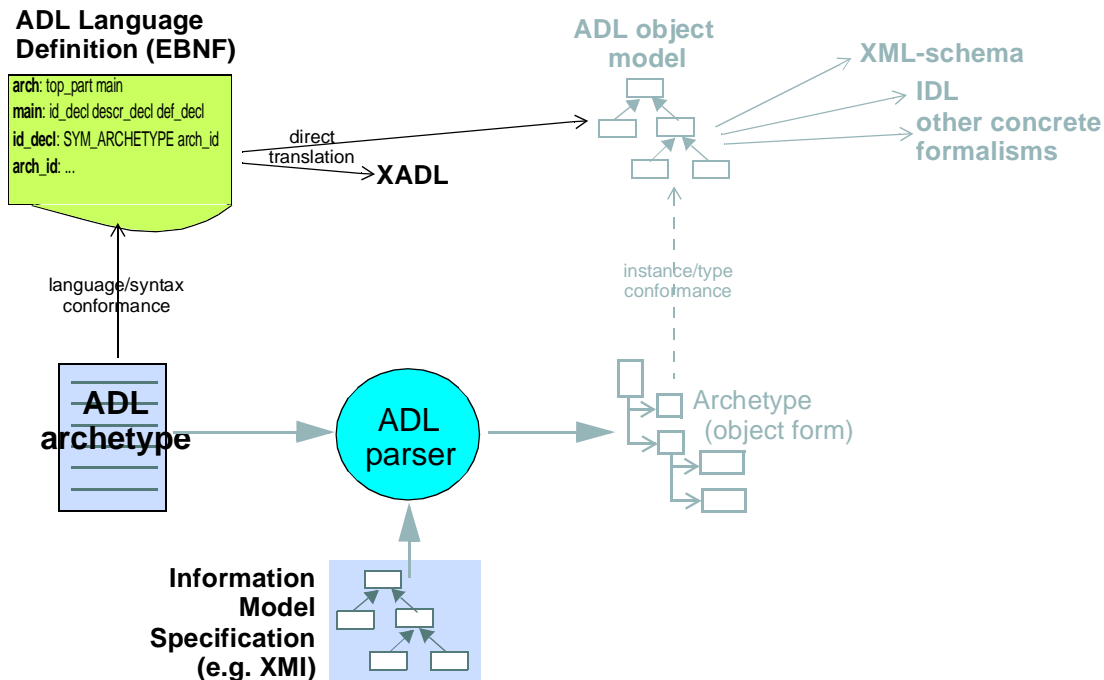 ADL Language
Definition (EBNF)
arch: top_part main
main: id_decl descr_decl def_decl
id_decl: SYM_ARCHETYPE arch_id
arch_id: ...
direct
translation
XADL
ADL object
model
XML-schema
IDL
other concrete
formalisms
language/syntax
conformance
instance/type
conformance
ADL
archetype
ADL
parser
Archetype
(object form)
Information
Model
Specification
(e.g. XMI)